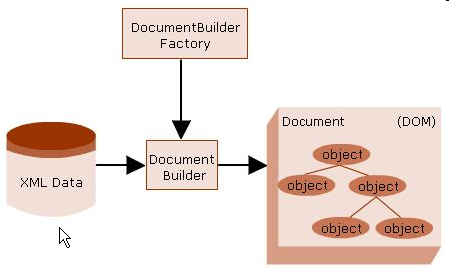 DocumentBuilder
Factory
XML Data
Document
Builder
Document (DOM)
object
object object
object object